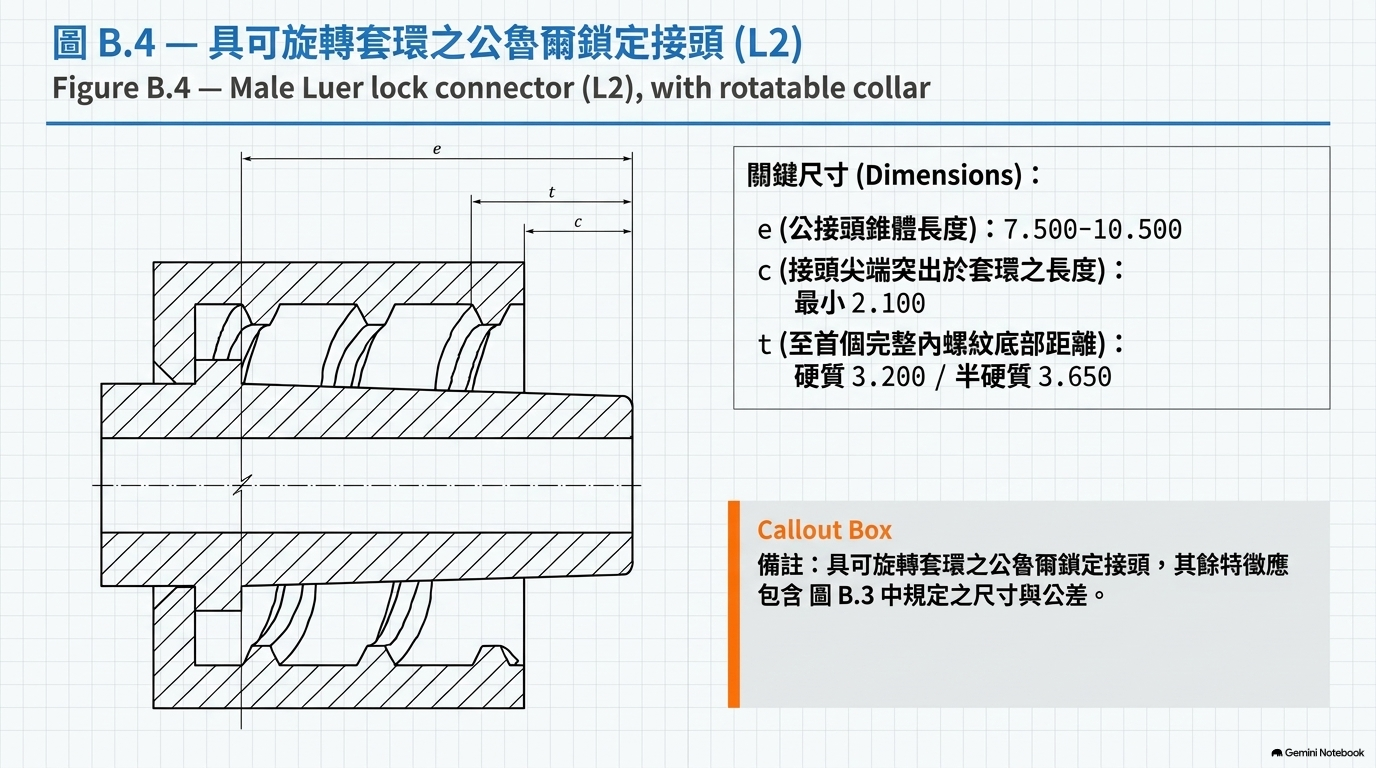 圖 B.4 — 具可旋轉套環之公魯爾鎖定接頭 (L2)
Figure B.4 — Male Luer lock connector (L2), with rotatable collar
e
t
c
關鍵尺寸 (Dimensions)：
e (公接頭錐體長度)：7.500-10.500
c (接頭尖端突出於套環之長度)：
最小 2.100
t (至首個完整內螺紋底部距離)：
硬質 3.200 / 半硬質 3.650
Callout Box
備註：具可旋轉套環之公魯爾鎖定接頭，其餘特徵應
包含 圖 B.3 中規定之尺寸與公差。
Gemini Notebook